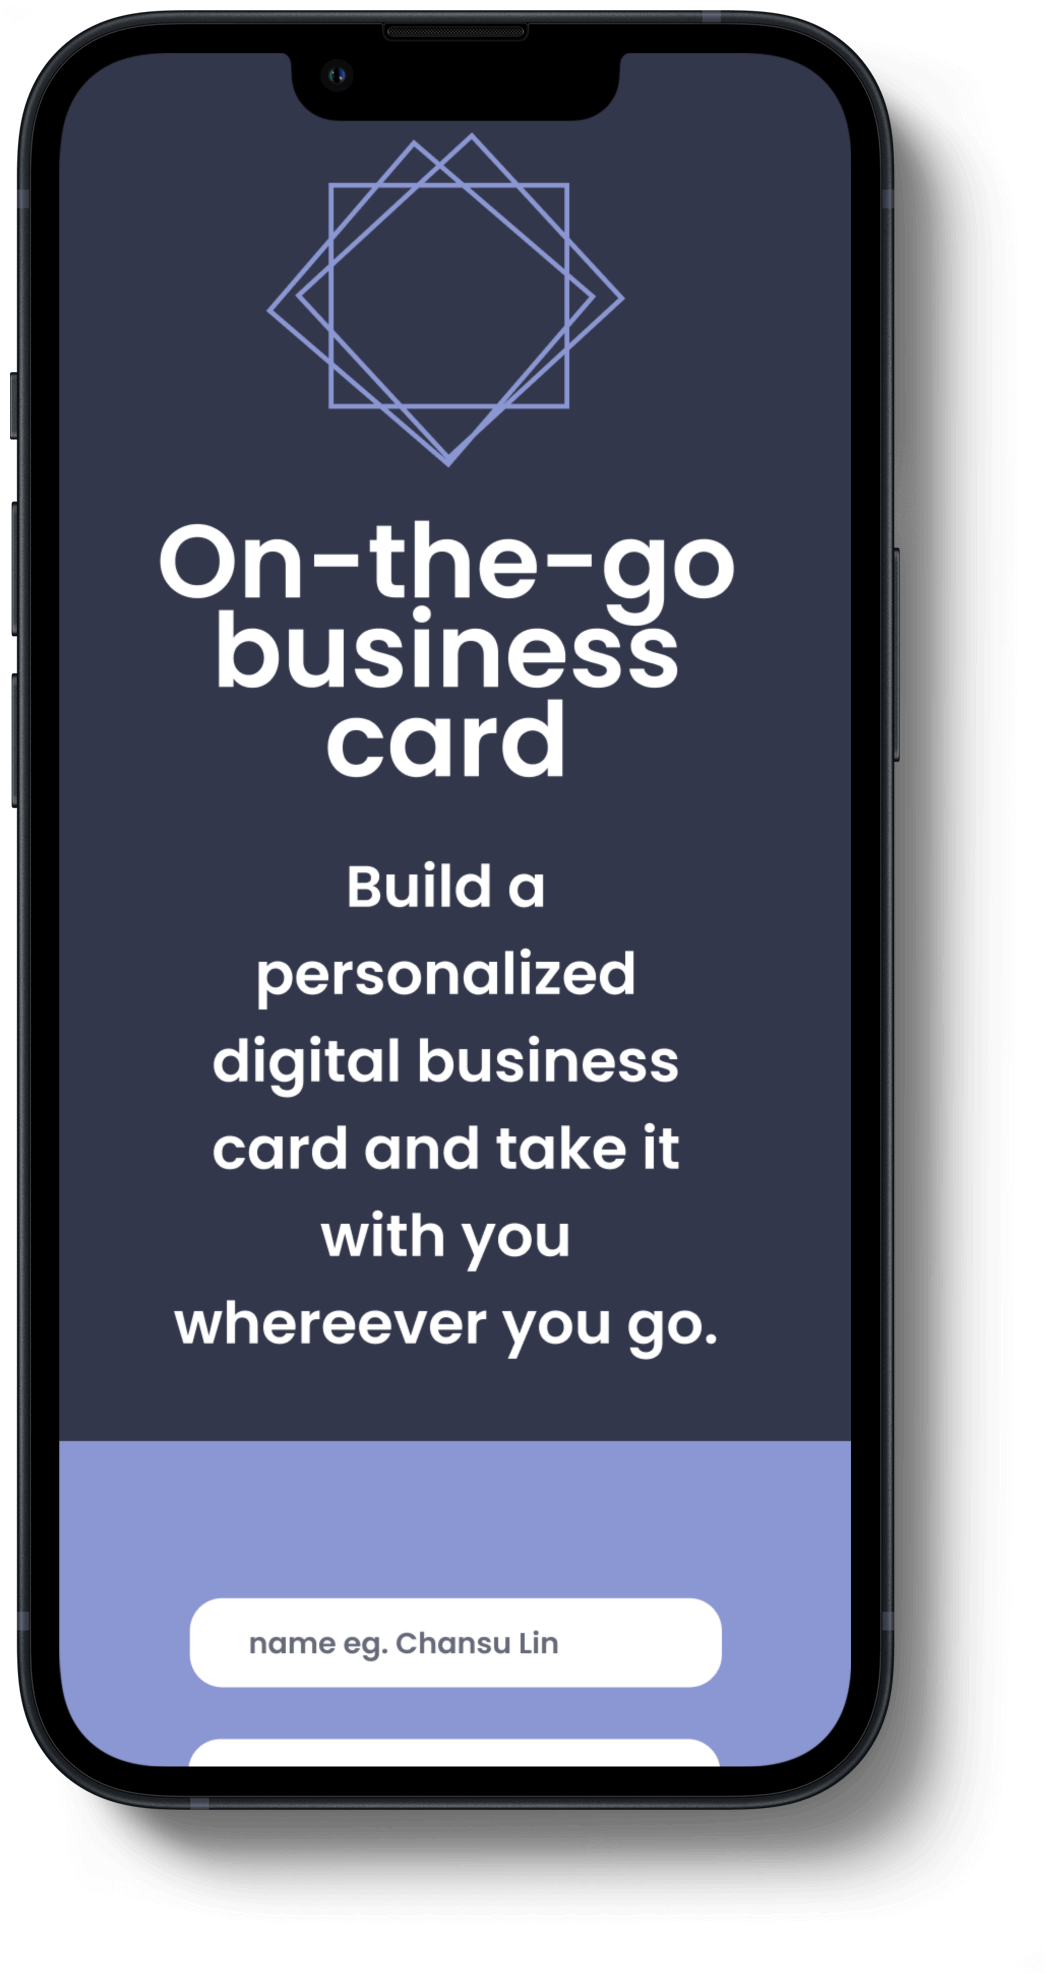 On-the-go
business
card
Build a
personalized
digital business
card and take it
with you
whereever you go.
name eg. Chansu Lin